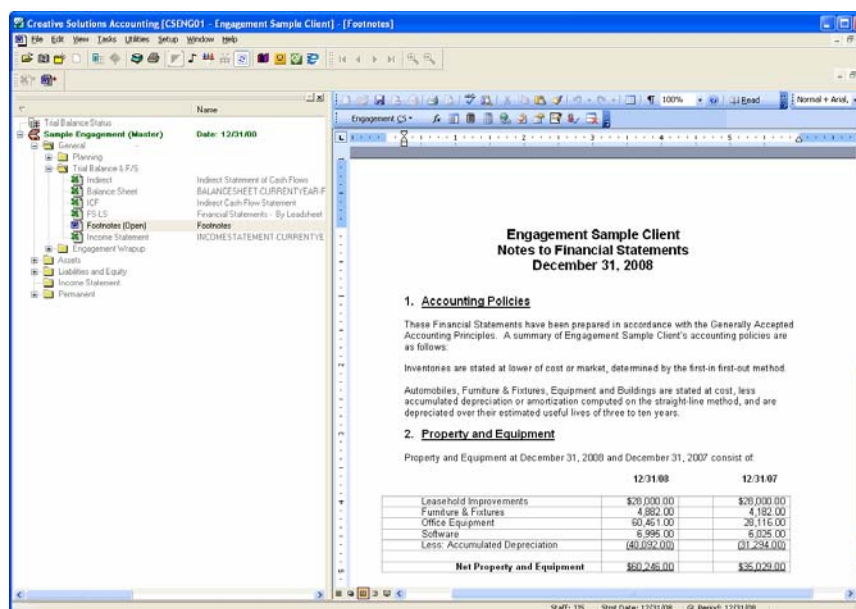 Creative Solutions Accounting [CSENG01 - Engagement Sample Client] - [Footnotes]
File Edit View Tasks Utilities Setup Window Help
100%
Read
Normal + Arial,
Name
Engagement CS
Trial Balance Status
Sample Engagement (Master) Date: 12/31/08
General
Planning
Trial Balance & F/S
Indirect Indirect Statement of Cash Flows
Balance Sheet BALANCESHEET-CURRENTYEAR-F
ICF Indirect Cash Flow Statement
FS-LS Financial Statements - By Leadsheet
Footnotes (Open) Footnotes
Income Statement INCOMESTATEMENT-CURRENTYE
Engagement Wrapup
Assets
Liabilities and Equity
Income Statement
Permanent
Engagement Sample Client
Notes to Financial Statements
December 31, 2008
1. Accounting Policies
These Financial Statements have been prepared in accordance with the Generally Accepted
Accounting Principles. A summary of Engagement Sample Client's accounting policies are
as follows:
Inventories are stated at lower of cost or market, determined by the first-in first-out method.
Automobiles, Furniture & Fixtures, Equipment and Buildings are stated at cost, less
accumulated depreciation or amortization computed on the straight-line method, and are
depreciated over their estimated useful lives of three to ten years.
2. Property and Equipment
Property and Equipment at December 31, 2008 and December 31, 2007 consist of:
12/31/08 12/31/07
Leasehold Improvements $28,000.00 $28,000.00
Furniture & Fixtures 4,882.00 4,182.00
Office Equipment 60,461.00 28,116.00
Software 6,995.00 6,025.00
Less: Accumulated Depreciation (40,092.00) (31,294.00)
Net Property and Equipment $60,246.00 $35,029.00